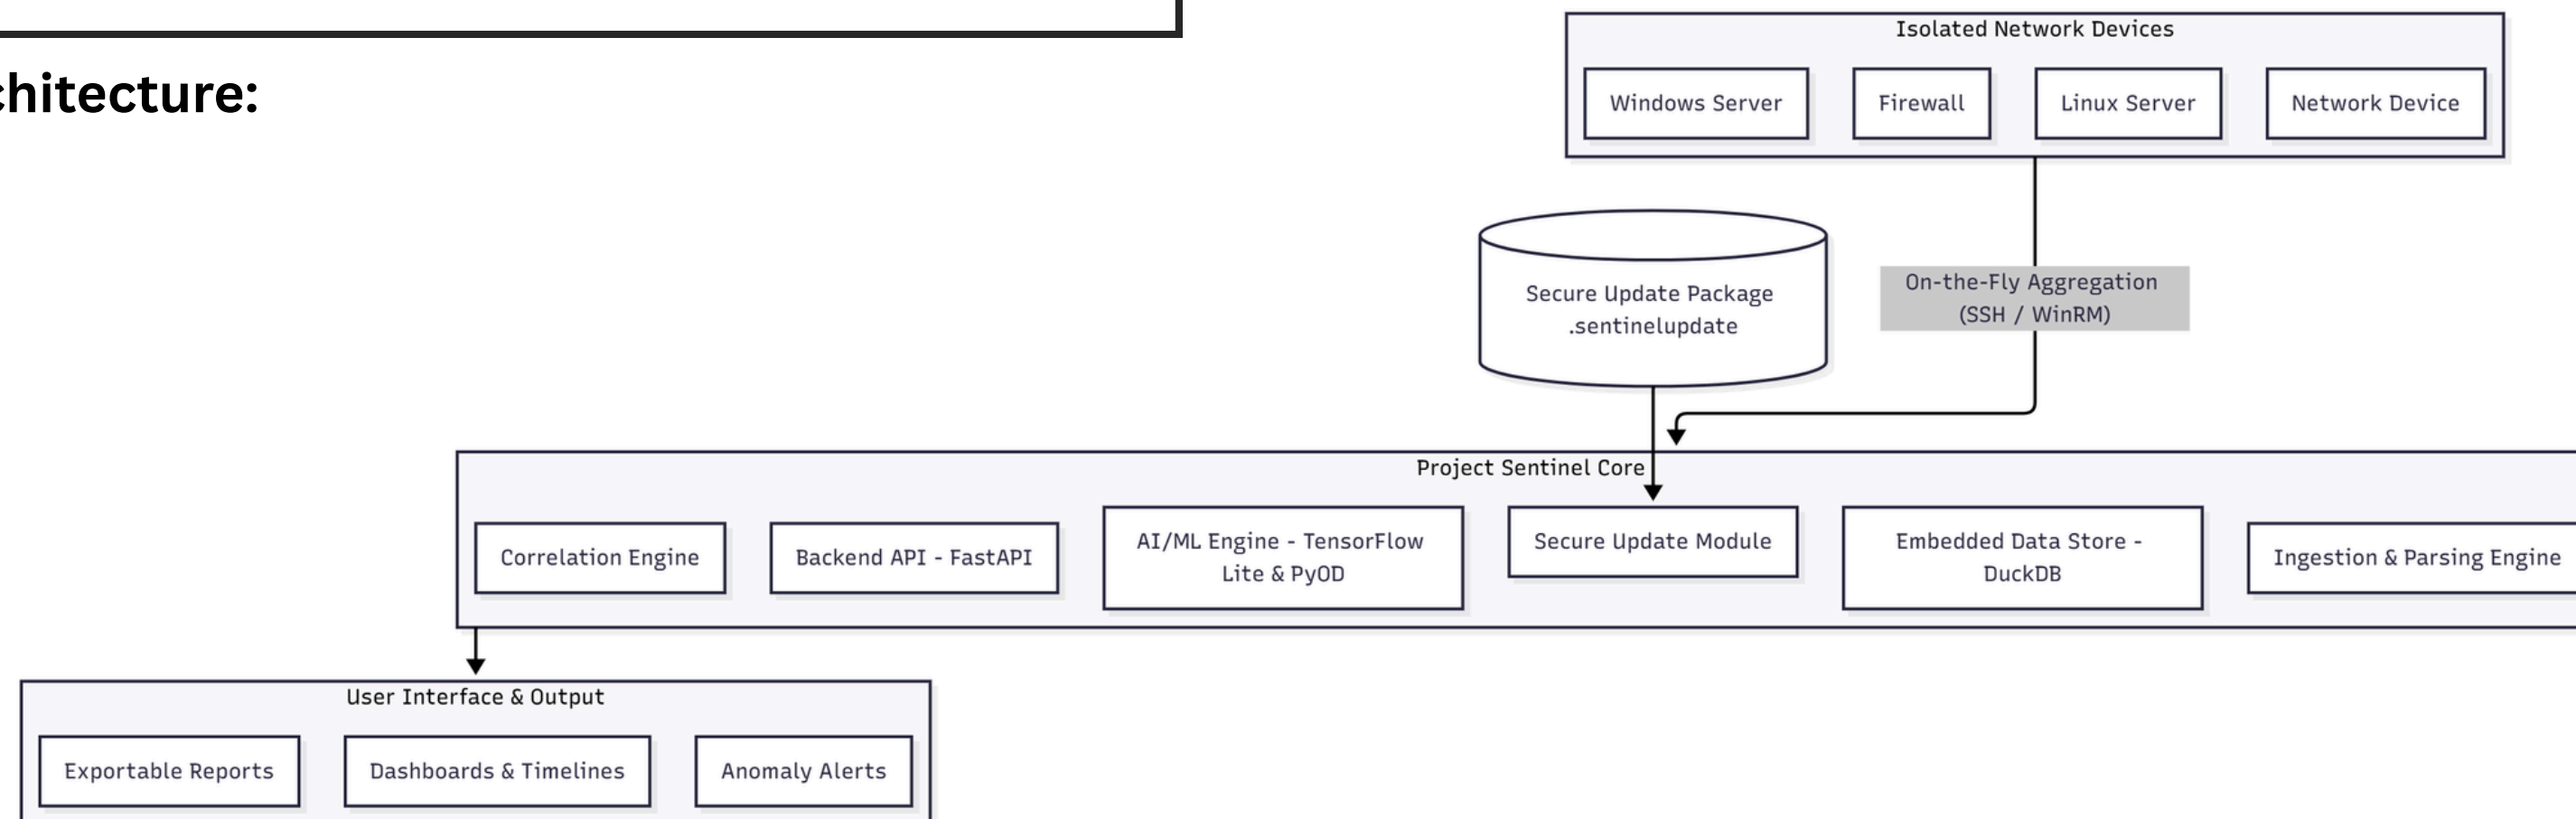 chitecture:
Isolated Network Devices
Windows Server
Firewall
Linux Server
Network Device
Secure Update Package
.sentinelupdate
On-the-Fly Aggregation
(SSH / WinRM)
Project Sentinel Core
Correlation Engine
Backend API - FastAPI
AI/ML Engine - TensorFlow
Lite & PyOD
Secure Update Module
Embedded Data Store -
DuckDB
Ingestion & Parsing Engine
User Interface & Output
Exportable Reports
Dashboards & Timelines
Anomaly Alerts